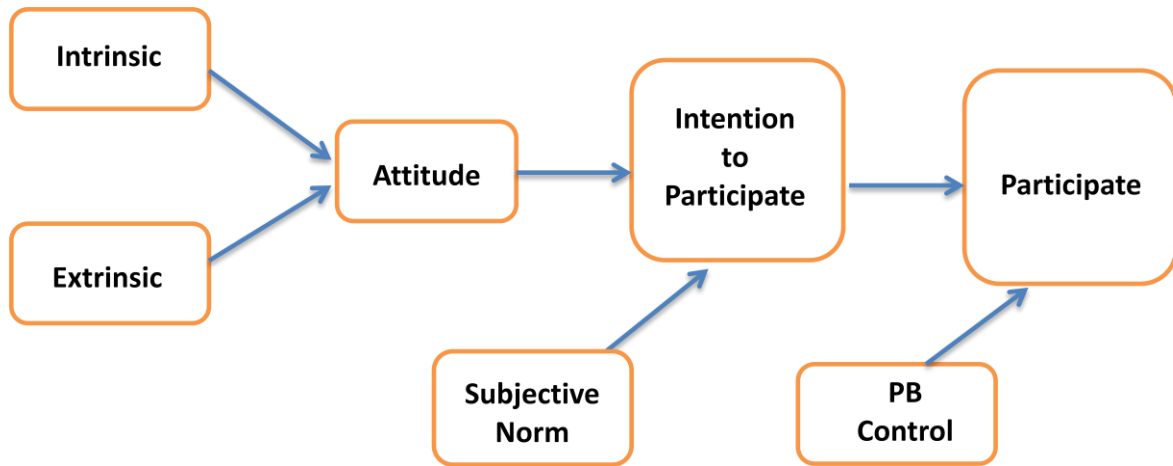 Intrinsic
Extrinsic
Attitude
Intention
to
Participate
Participate
Subjective
Norm
PB
Control